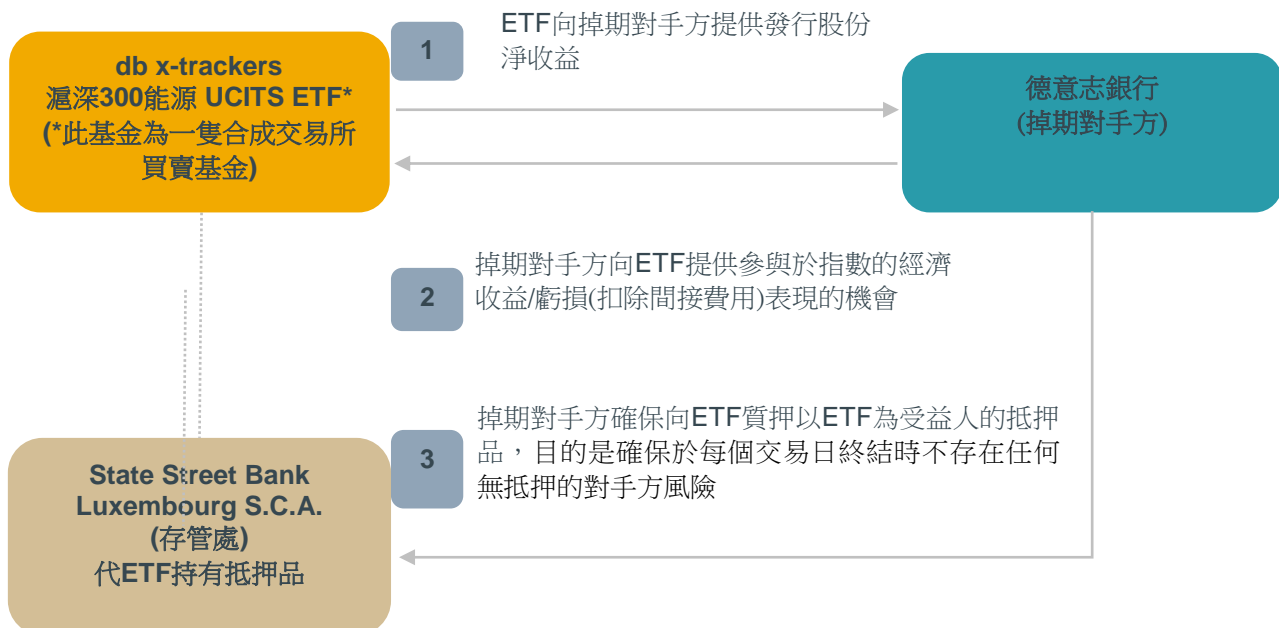 db x-trackers
滬深300能源 UCITS ETF*
(*此基金為一隻合成交易所
買賣基金)
1
ETF向掉期對手方提供發行股份
淨收益
德意志銀行
(掉期對手方)
2
掉期對手方向ETF提供參與於指數的經濟
收益/虧損(扣除間接費用)表現的機會
3
掉期對手方確保向ETF質押以ETF為受益人的抵押
品，目的是確保於每個交易日終結時不存在任何
無抵押的對手方風險
State Street Bank
Luxembourg S.C.A.
(存管處)
代ETF持有抵押品